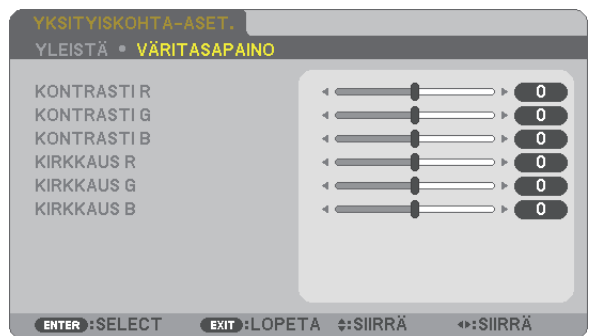 YKSITYISKOHTA-ASET.
YLEISTÄ • VÄRITASAPAINO
KONTRASTI R 0
KONTRASTI G 0
KONTRASTI B 0
KIRKKAUS R 0
KIRKKAUS G 0
KIRKKAUS B 0
ENTER :SELECT EXIT :LOPETA :SIIRRÄ :SIIRRÄ